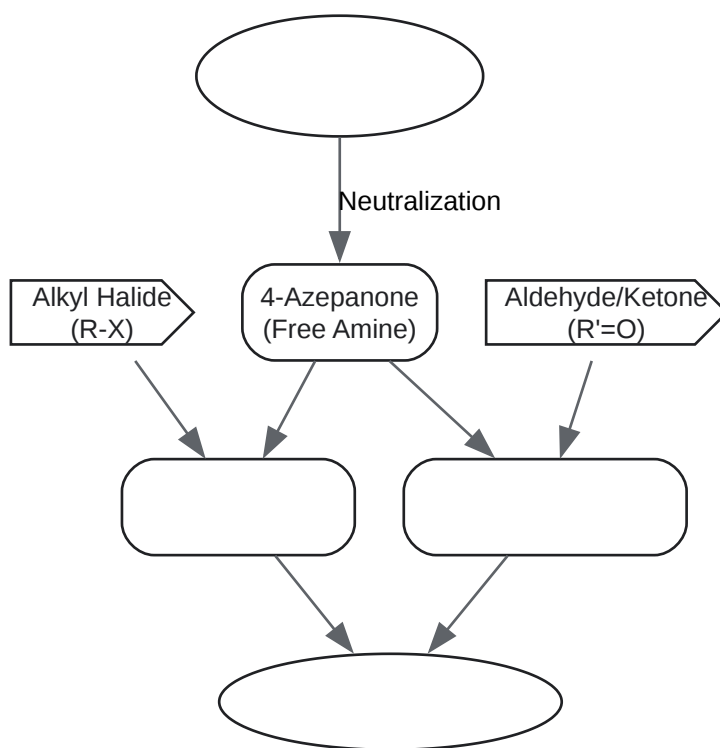 Neutralization
Alkyl Halide
(R-X)
4-Azepanone
(Free Amine)
Aldehyde/Ketone
(R'=O)